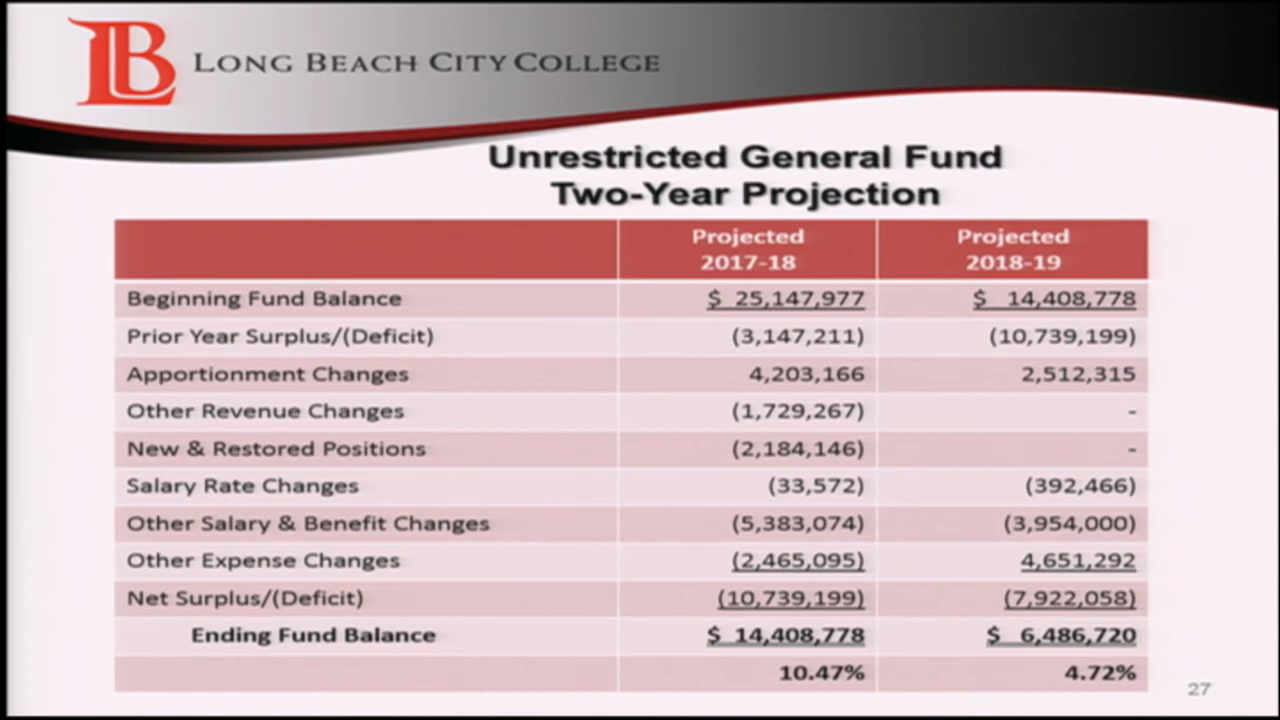 LB LONG BEACH CITY COLLEGE
Unrestricted General Fund
Two-Year Projection
Projected 2017-18 Projected 2018-19
Beginning Fund Balance $ 25,147,977 $ 14,408,778
Prior Year Surplus/(Deficit) (3,147,211) (10,739,199)
Apportionment Changes 4,203,166 2,512,315
Other Revenue Changes (1,729,267) -
New & Restored Positions (2,184,146) -
Salary Rate Changes (33,572) (392,466)
Other Salary & Benefit Changes (5,383,074) (3,954,000)
Other Expense Changes (2,465,095) 4,651,292
Net Surplus/(Deficit) (10,739,199) (7,922,058)
Ending Fund Balance $ 14,408,778 $ 6,486,720
10.47% 4.72%
27